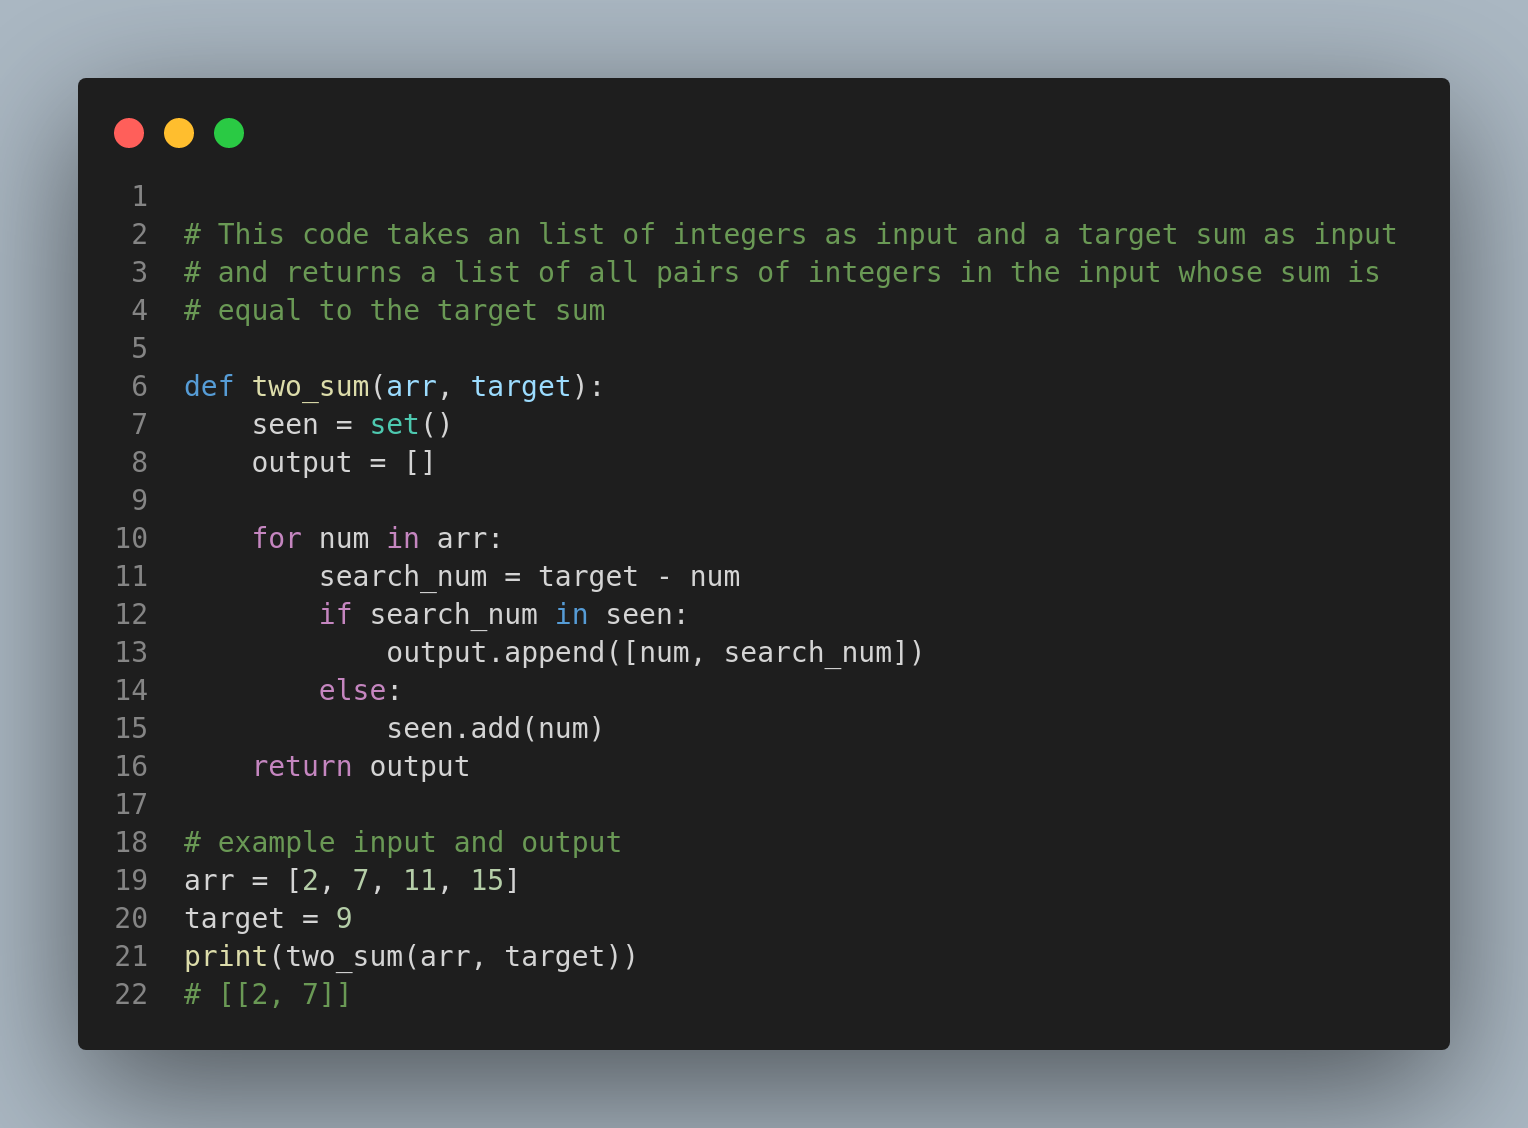 1
2 # This code takes an list of integers as input and a target sum as input
3 # and returns a list of all pairs of integers in the input whose sum is
4 # equal to the target sum
5
6 def two_sum(arr, target):
7     seen = set()
8     output = []
9
10     for num in arr:
11         search_num = target - num
12         if search_num in seen:
13             output.append([num, search_num])
14         else:
15             seen.add(num)
16     return output
17
18 # example input and output
19 arr = [2, 7, 11, 15]
20 target = 9
21 print(two_sum(arr, target))
22 # [[2, 7]]